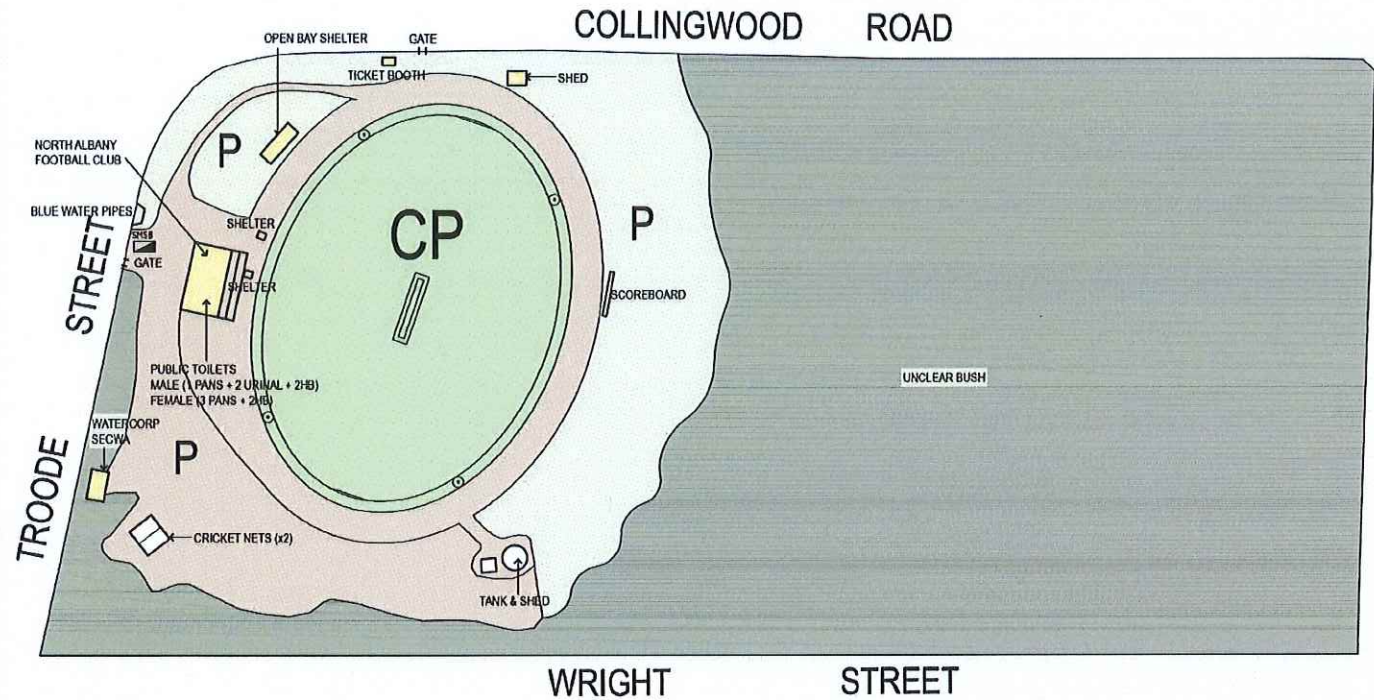 COLLINGWOOD ROAD
OPEN BAY SHELTER
GATE
TICKET BOOTH
SHED
P
NORTH ALBANY
FOOTBALL CLUB
BLUE WATER PIPES
SHELTER
CP
P
GATE
SHELTER
SCOREBOARD
TROODE STREET
PUBLIC TOILETS
MALE (1 PANS + 2 URINAL + 2HB)
FEMALE (3 PANS + 2HB)
UNCLEAR BUSH
WATERCORP
SECWA
P
CRICKET NETS (x2)
TANK & SHED
WRIGHT STREET